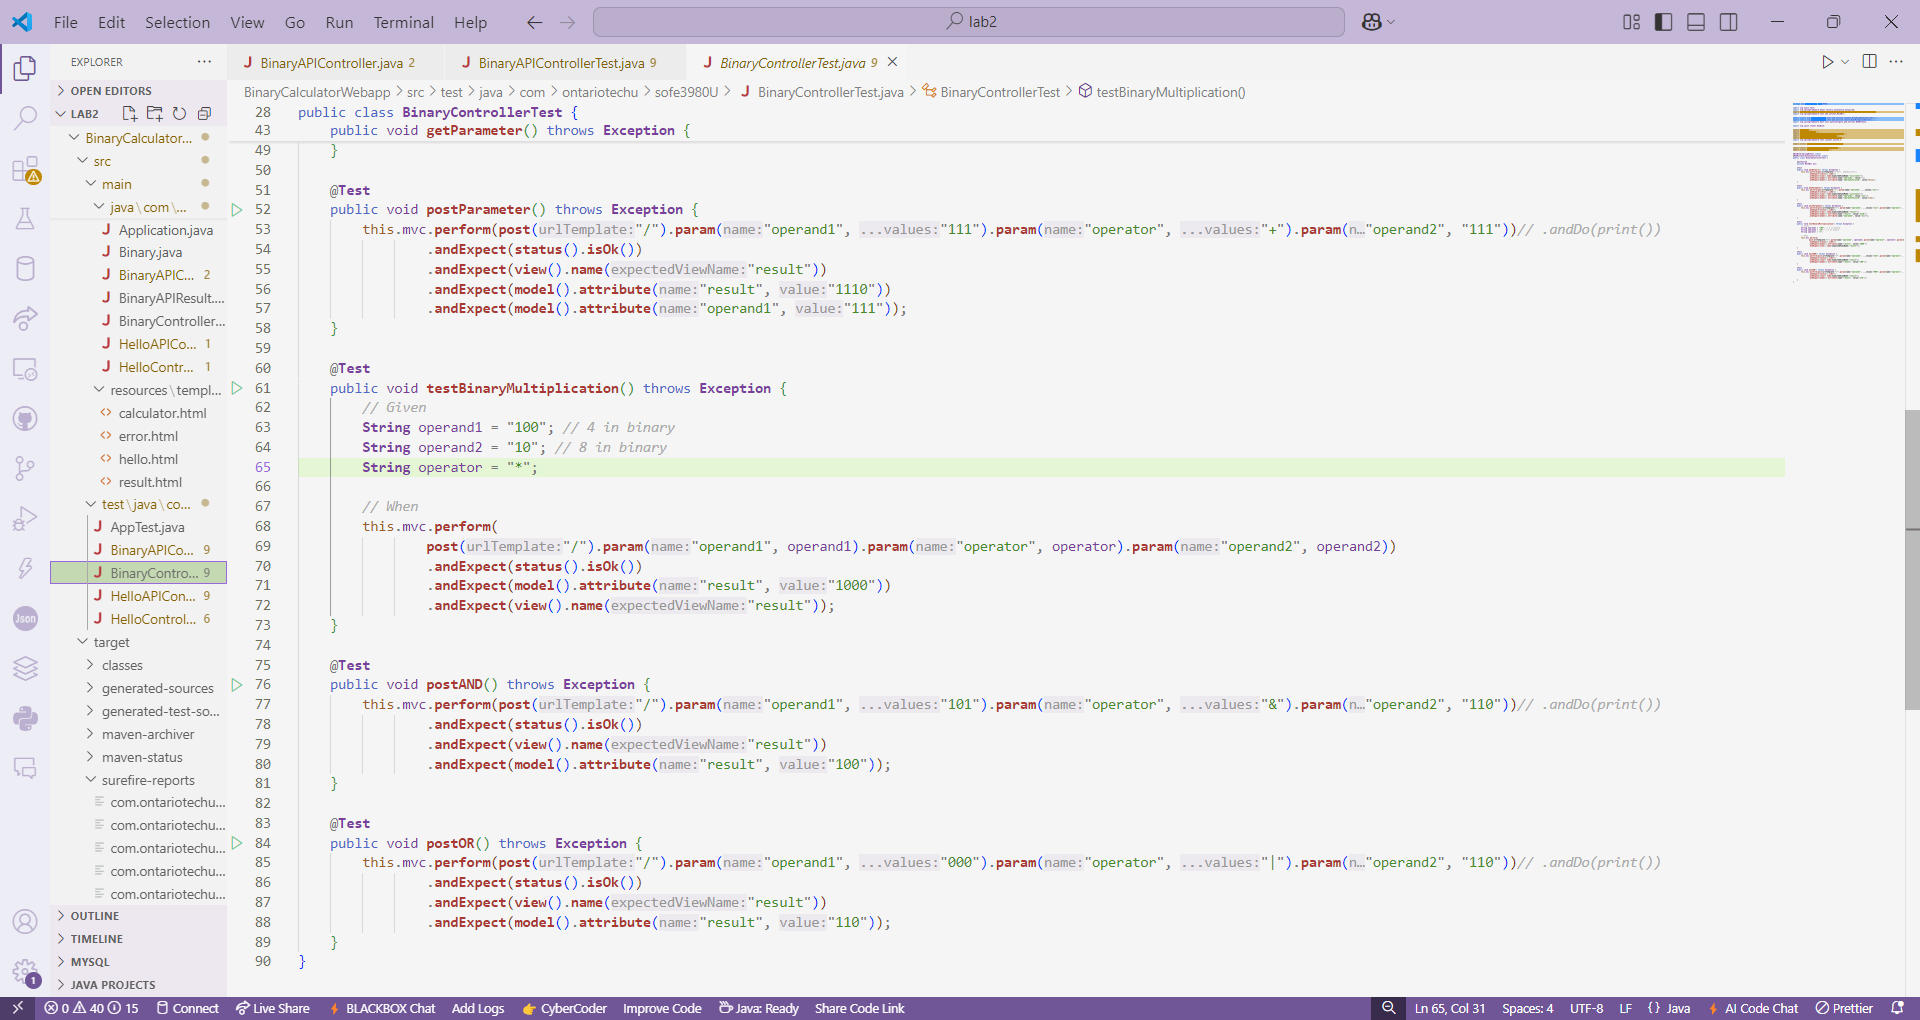 File Edit Selection View Go Run Terminal Help
lab2
EXPLORER
OPEN EDITORS
LAB2
BinaryCalculator...
src
main
java\com\...
Application.java
Binary.java
BinaryAPIC... 2
BinaryAPIResult....
BinaryController...
HelloAPICo... 1
HelloContr... 1
resources\templ...
calculator.html
error.html
hello.html
result.html
test\java\co...
AppTest.java
BinaryAPICo... 9
BinaryContro... 9
HelloAPICon... 9
HelloControl... 6
target
classes
generated-sources
generated-test-so...
maven-archiver
maven-status
surefire-reports
com.ontariotechu...
com.ontariotechu...
com.ontariotechu...
com.ontariotechu...
com.ontariotechu...
OUTLINE
TIMELINE
MYSQL
JAVA PROJECTS
Json
1
BinaryAPIController.java 2
BinaryAPIControllerTest.java 9
BinaryControllerTest.java 9
BinaryCalculatorWebapp > src > test > java > com > ontariotechu > sofe3980U > BinaryControllerTest.java > BinaryControllerTest > testBinaryMultiplication()
28 public class BinaryControllerTest {
43 public void getParameter() throws Exception {
49 }
50
51 @Test
52 public void postParameter() throws Exception {
53 this.mvc.perform(post(urlTemplate:"/").param(name:"operand1", ...values:"111").param(name:"operator", ...values:"+").param(n…"operand2", "111"))// .andDo(print())
54 .andExpect(status().isOk())
55 .andExpect(view().name(expectedViewName:"result"))
56 .andExpect(model().attribute(name:"result", value:"1110"))
57 .andExpect(model().attribute(name:"operand1", value:"111"));
58 }
59
60 @Test
61 public void testBinaryMultiplication() throws Exception {
62 // Given
63 String operand1 = "100"; // 4 in binary
64 String operand2 = "10"; // 8 in binary
65 String operator = "*";
66
67 // When
68 this.mvc.perform(
69 post(urlTemplate:"/").param(name:"operand1", operand1).param(name:"operator", operator).param(name:"operand2", operand2))
70 .andExpect(status().isOk())
71 .andExpect(model().attribute(name:"result", value:"1000"))
72 .andExpect(view().name(expectedViewName:"result"));
73 }
74
75 @Test
76 public void postAND() throws Exception {
77 this.mvc.perform(post(urlTemplate:"/").param(name:"operand1", ...values:"101").param(name:"operator", ...values:"&").param(n…"operand2", "110"))// .andDo(print())
78 .andExpect(status().isOk())
79 .andExpect(view().name(expectedViewName:"result"))
80 .andExpect(model().attribute(name:"result", value:"100"));
81 }
82
83 @Test
84 public void postOR() throws Exception {
85 this.mvc.perform(post(urlTemplate:"/").param(name:"operand1", ...values:"000").param(name:"operator", ...values:"|").param(n…"operand2", "110"))// .andDo(print())
86 .andExpect(status().isOk())
87 .andExpect(view().name(expectedViewName:"result"))
88 .andExpect(model().attribute(name:"result", value:"110"));
89 }
90 }
0 40 15 Connect Live Share BLACKBOX Chat Add Logs CyberCoder Improve Code Java: Ready Share Code Link Ln 65, Col 31 Spaces: 4 UTF-8 LF {} Java AI Code Chat Prettier